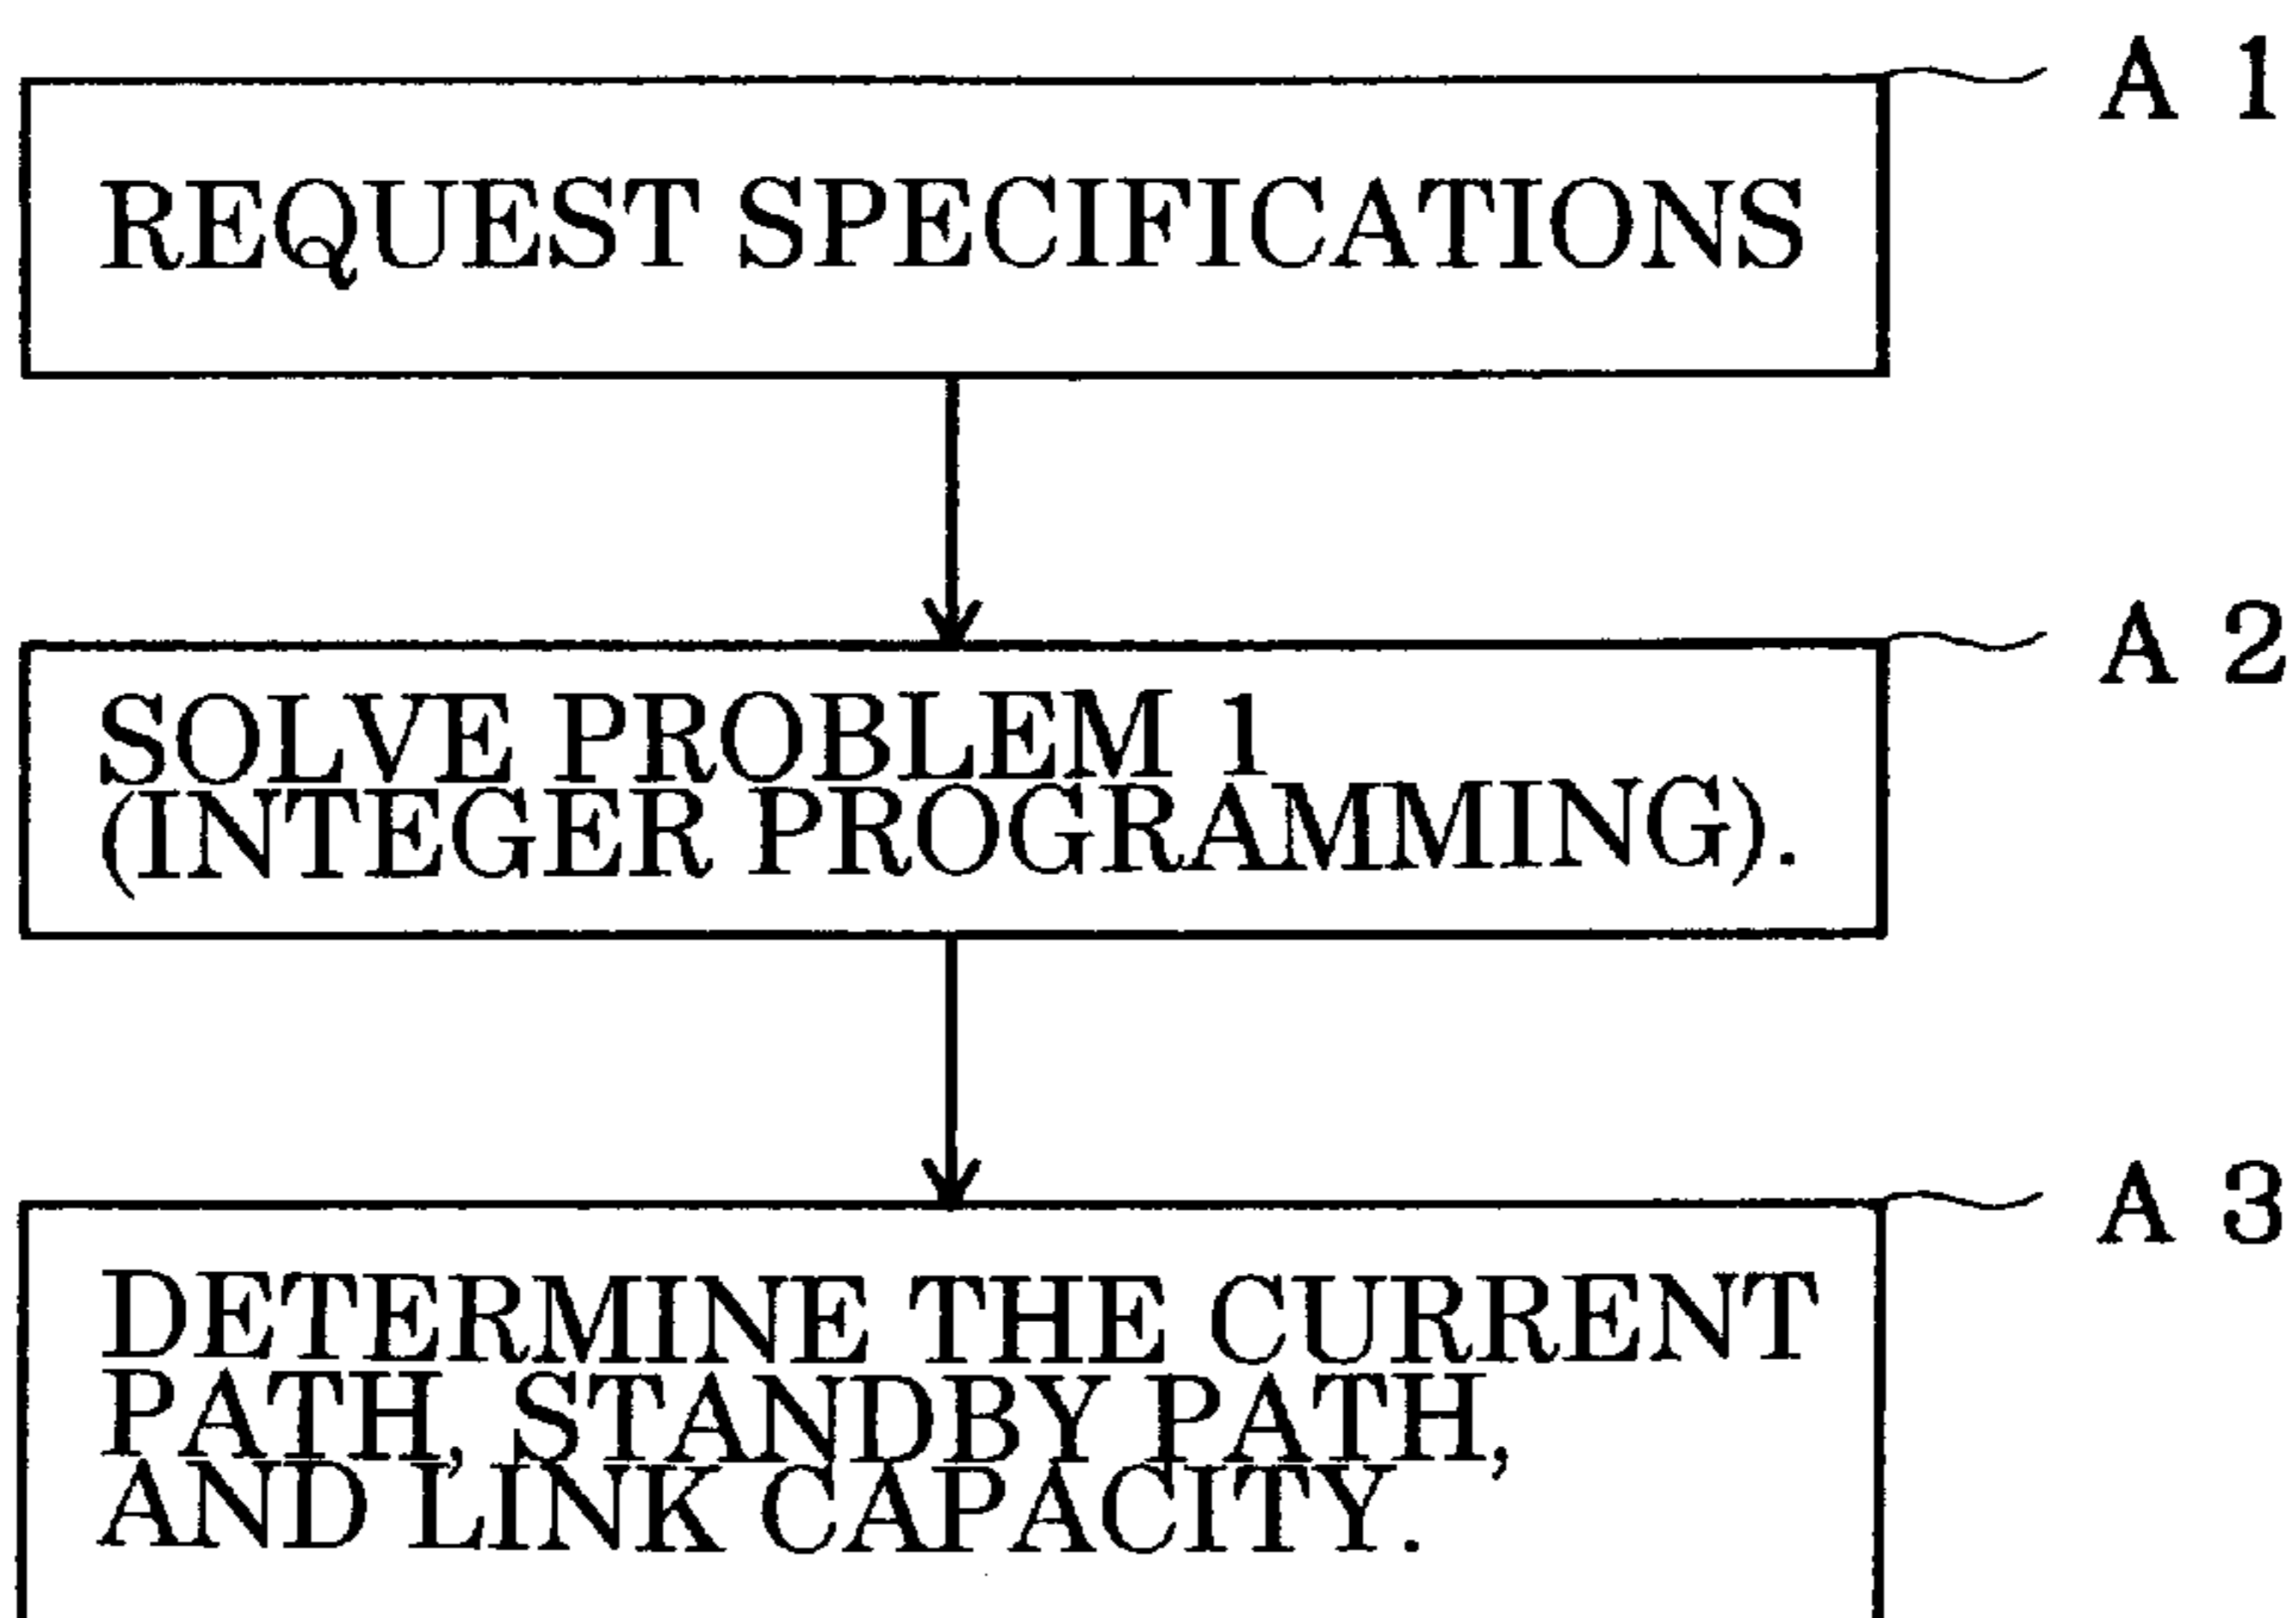 A 1
REQUEST SPECIFICATIONS
A 2
SOLVE PROBLEM 1
(INTEGER PROGRAMMING).
A 3
DETERMINE THE CURRENT
PATH, STANDBY PATH,
AND LINK CAPACITY.